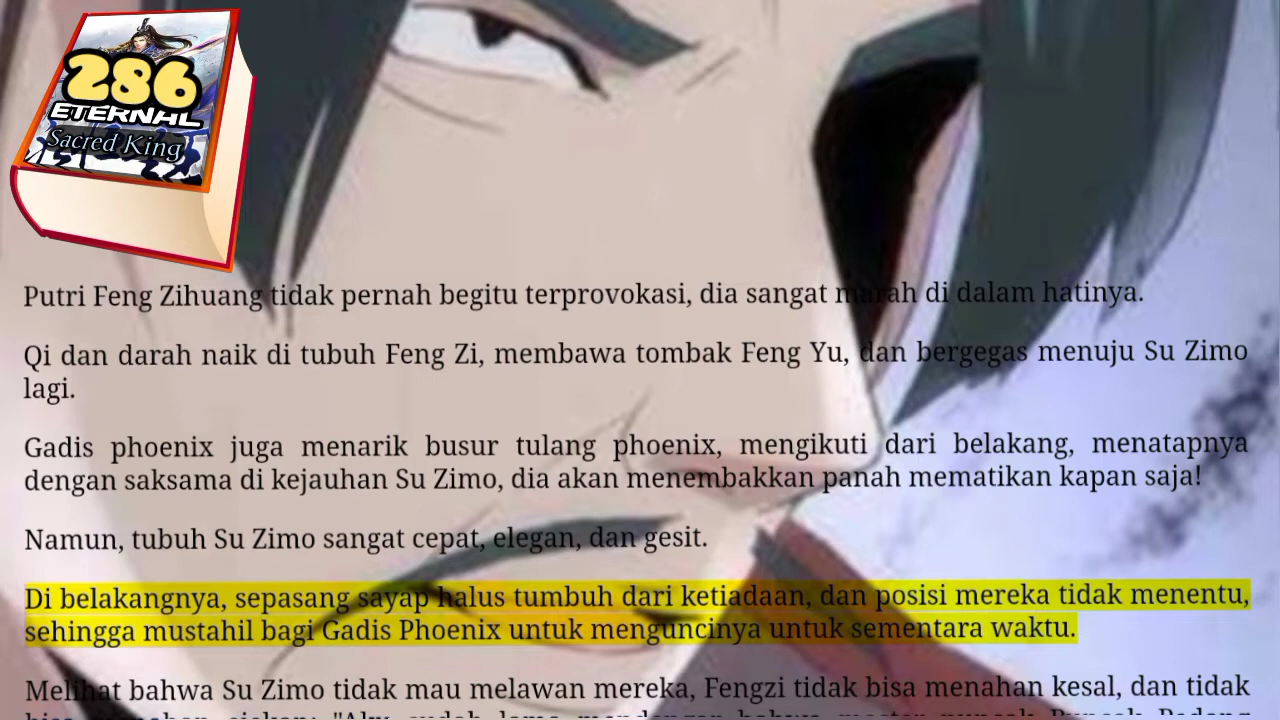 286
ETERNAL
Sacred King
Putri Feng Zihuang tidak pernah begitu terprovokasi, dia sangat marah di dalam hatinya.
Qi dan darah naik di tubuh Feng Zi, membawa tombak Feng Yu, dan bergegas menuju Su Zimo
lagi.
Gadis phoenix juga menarik busur tulang phoenix, mengikuti dari belakang, menatapnya
dengan saksama di kejauhan Su Zimo, dia akan menembakkan panah mematikan kapan saja!
Namun, tubuh Su Zimo sangat cepat, elegan, dan gesit.
Di belakangnya, sepasang sayap halus tumbuh dari ketiadaan, dan posisi mereka tidak menentu,
sehingga mustahil bagi Gadis Phoenix untuk menguncinya untuk sementara waktu.
Melihat bahwa Su Zimo tidak mau melawan mereka, Fengzi tidak bisa menahan kesal, dan tidak